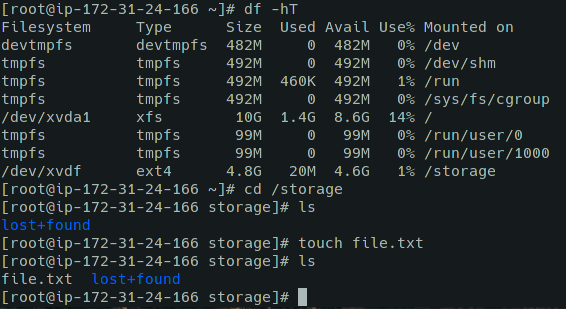 [root@ip-172-31-24-166 ~]# df -hT
Filesystem     Type      Size  Used Avail Use% Mounted on
devtmpfs       devtmpfs  482M     0  482M   0% /dev
tmpfs          tmpfs     492M     0  492M   0% /dev/shm
tmpfs          tmpfs     492M  460K  492M   1% /run
tmpfs          tmpfs     492M     0  492M   0% /sys/fs/cgroup
/dev/xvda1     xfs        10G  1.4G  8.6G  14% /
tmpfs          tmpfs      99M     0   99M   0% /run/user/0
tmpfs          tmpfs      99M     0   99M   0% /run/user/1000
/dev/xvdf      ext4      4.8G   20M  4.6G   1% /storage
[root@ip-172-31-24-166 ~]# cd /storage
[root@ip-172-31-24-166 storage]# ls
lost+found
[root@ip-172-31-24-166 storage]# touch file.txt
[root@ip-172-31-24-166 storage]# ls
file.txt  lost+found
[root@ip-172-31-24-166 storage]#